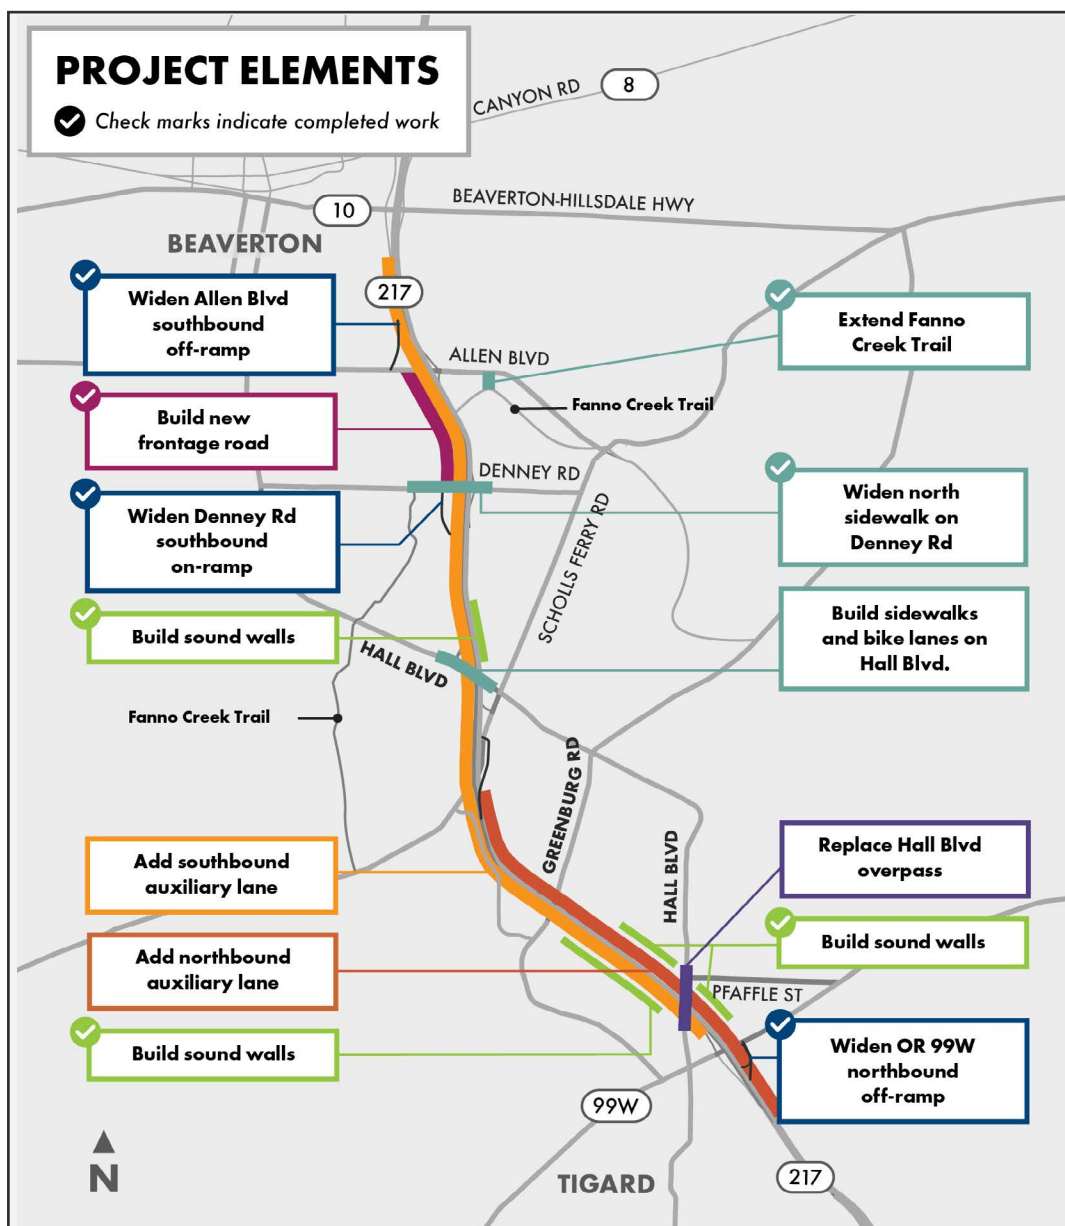 PROJECT ELEMENTS
Check marks indicate completed work
CANYON RD
8
BEAVERTON-HILLSDALE HWY
10
BEAVERTON
217
Widen Allen Blvd
southbound
off-ramp
Extend Fanno
Creek Trail
ALLEN BLVD
Fanno Creek Trail
Build new
frontage road
DENNEY RD
Widen Denney Rd
southbound
on-ramp
Widen north
sidewalk on
Denney Rd
SCHOLLS FERRY RD
Build sound walls
Build sidewalks
and bike lanes on
Hall Blvd.
HALL BLVD
Fanno Creek Trail
GREENBURG RD
HALL BLVD
Add southbound
auxiliary lane
Replace Hall Blvd
overpass
Add northbound
auxiliary lane
Build sound walls
PFAFFLE ST
Build sound walls
Widen OR 99W
northbound
off-ramp
99W
TIGARD
217
N